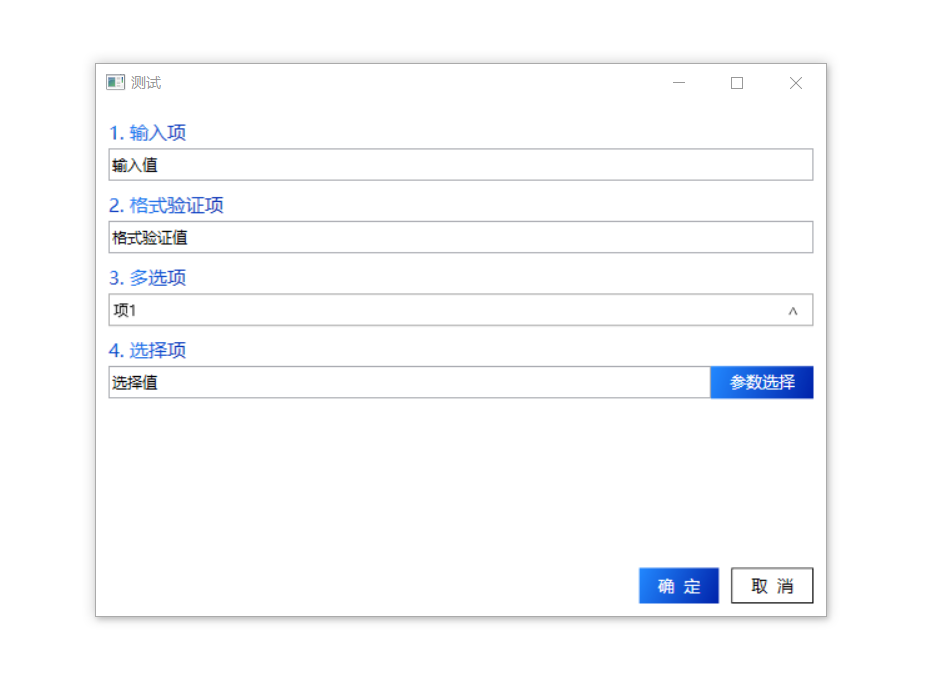 测试
1. 输入项
输入值
2. 格式验证项
格式验证值
3. 多选项
项1
4. 选择项
选择值 参数选择
确 定 取 消